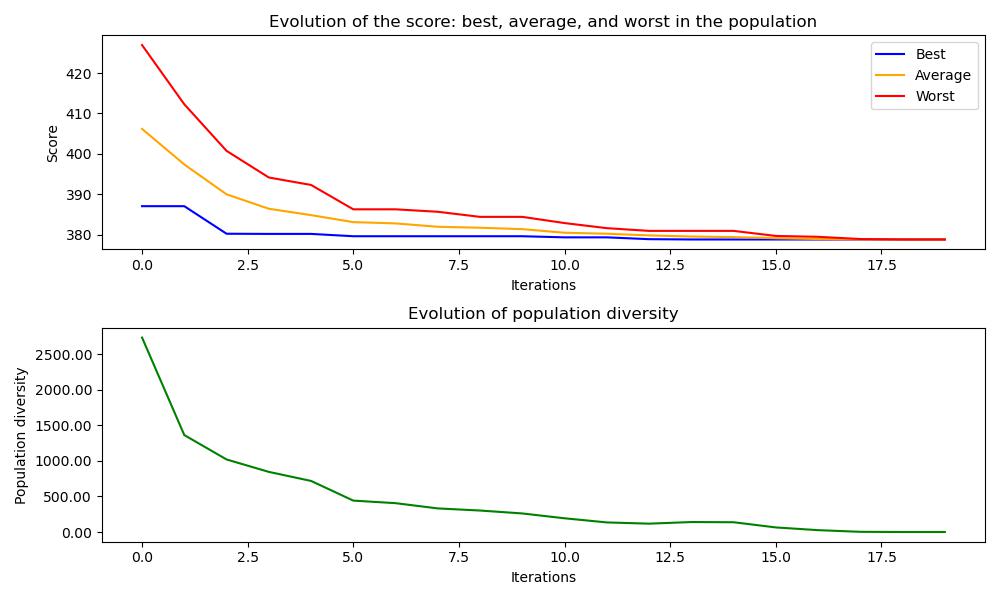 Evolution of the score: best, average, and worst in the population
Best
Average
Worst
420
410
400
390
380
Score
0.0 2.5 5.0 7.5 10.0 12.5 15.0 17.5
Iterations
Evolution of population diversity
2500.00
2000.00
1500.00
1000.00
500.00
0.00
Population diversity
0.0 2.5 5.0 7.5 10.0 12.5 15.0 17.5
Iterations